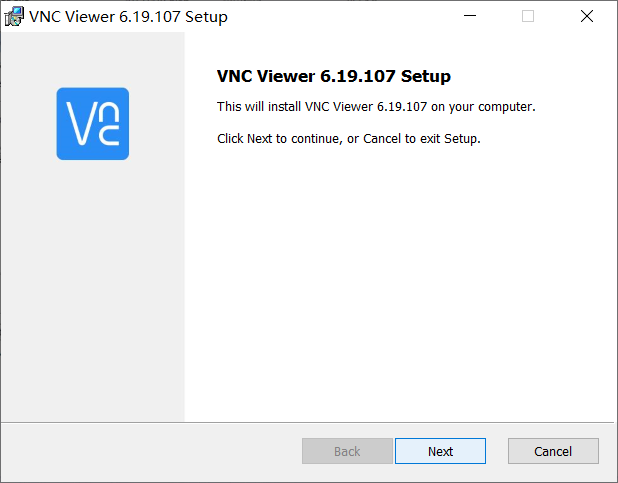 VNC Viewer 6.19.107 Setup
Vnc
VNC Viewer 6.19.107 Setup
This will install VNC Viewer 6.19.107 on your computer.
Click Next to continue, or Cancel to exit Setup.
Back
Next
Cancel